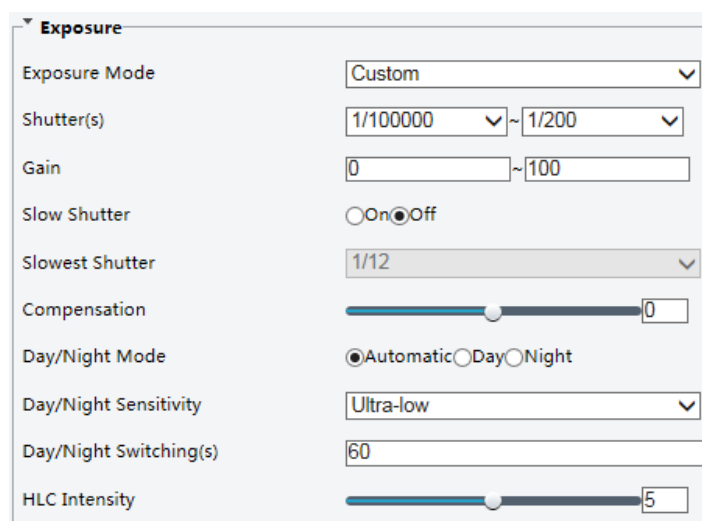 Exposure
Exposure Mode Custom
Shutter(s) 1/100000 ~ 1/200
Gain 0 ~ 100
Slow Shutter On Off
Slowest Shutter 1/12
Compensation 0
Day/Night Mode Automatic Day Night
Day/Night Sensitivity Ultra-low
Day/Night Switching(s) 60
HLC Intensity 5